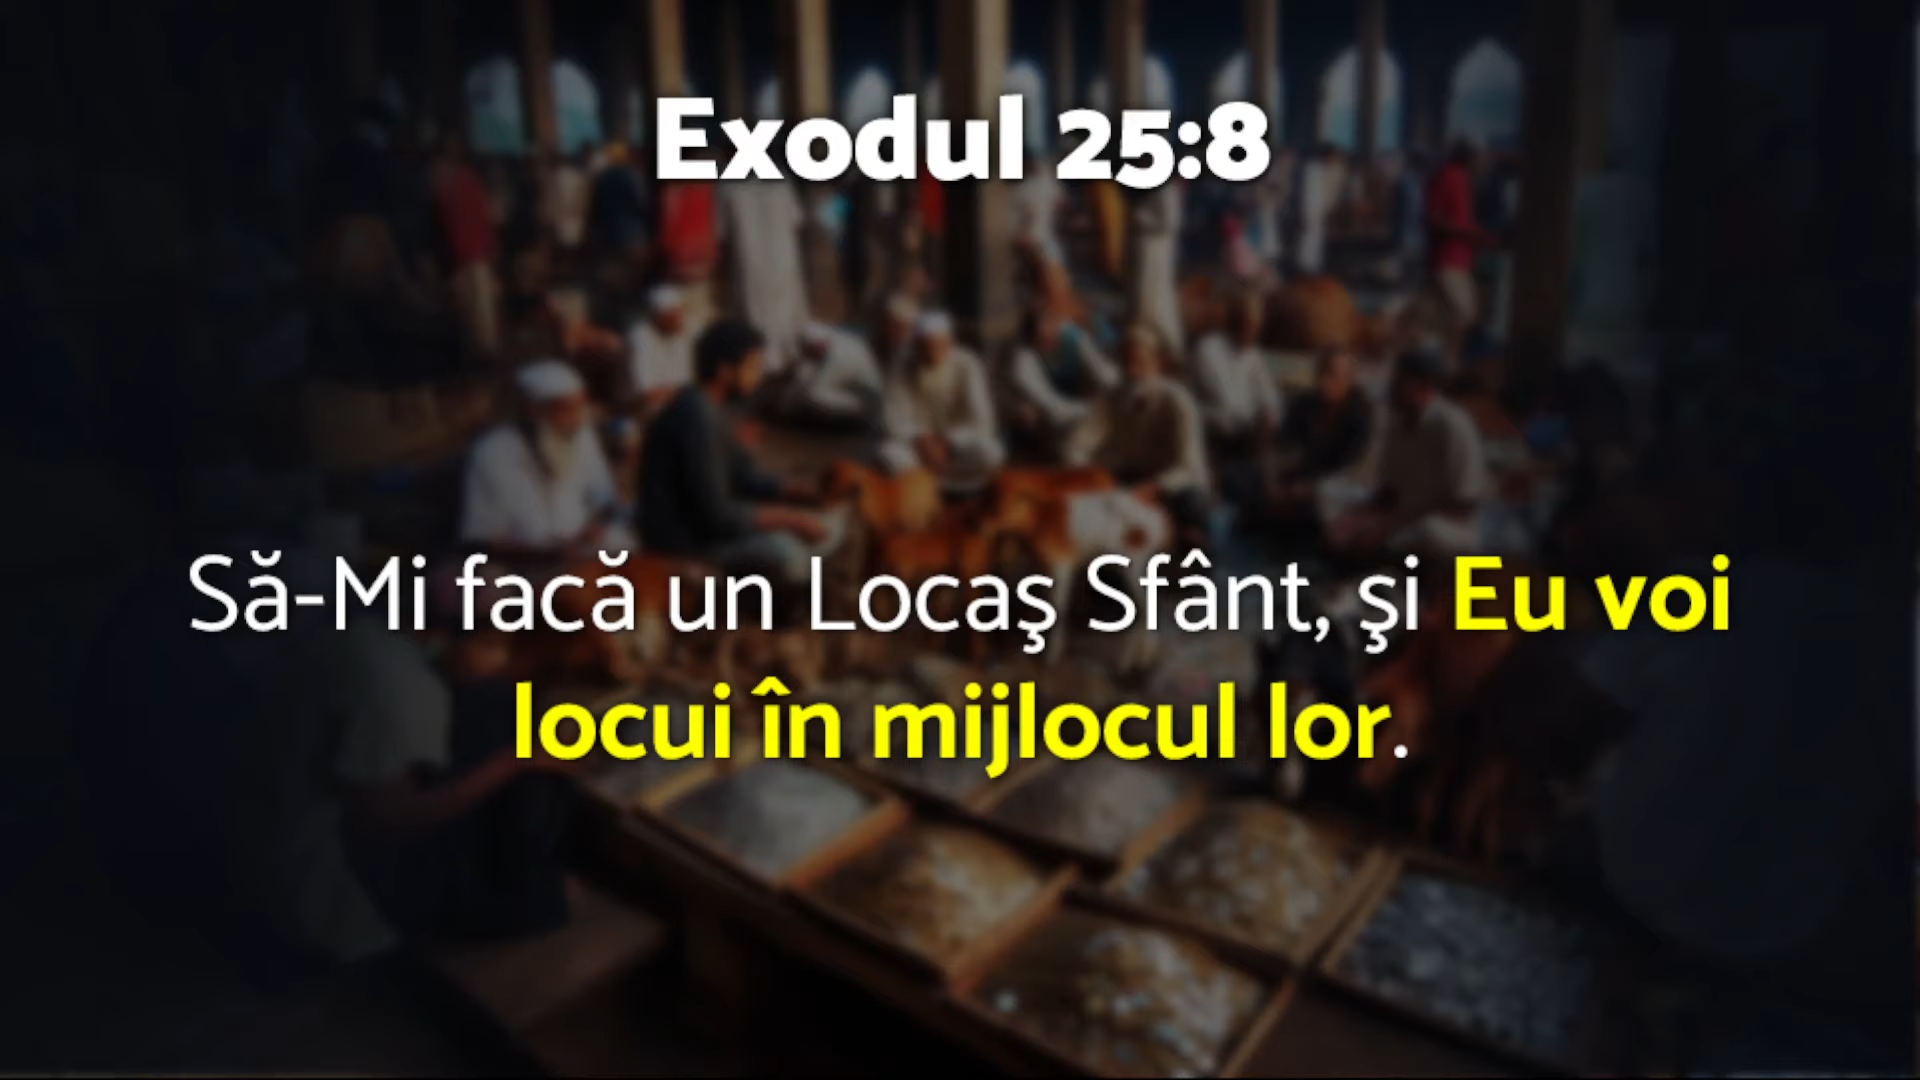 Exodul 25:8
Să-Mi facă un Locaş Sfânt, şi Eu voi
locui în mijlocul lor.